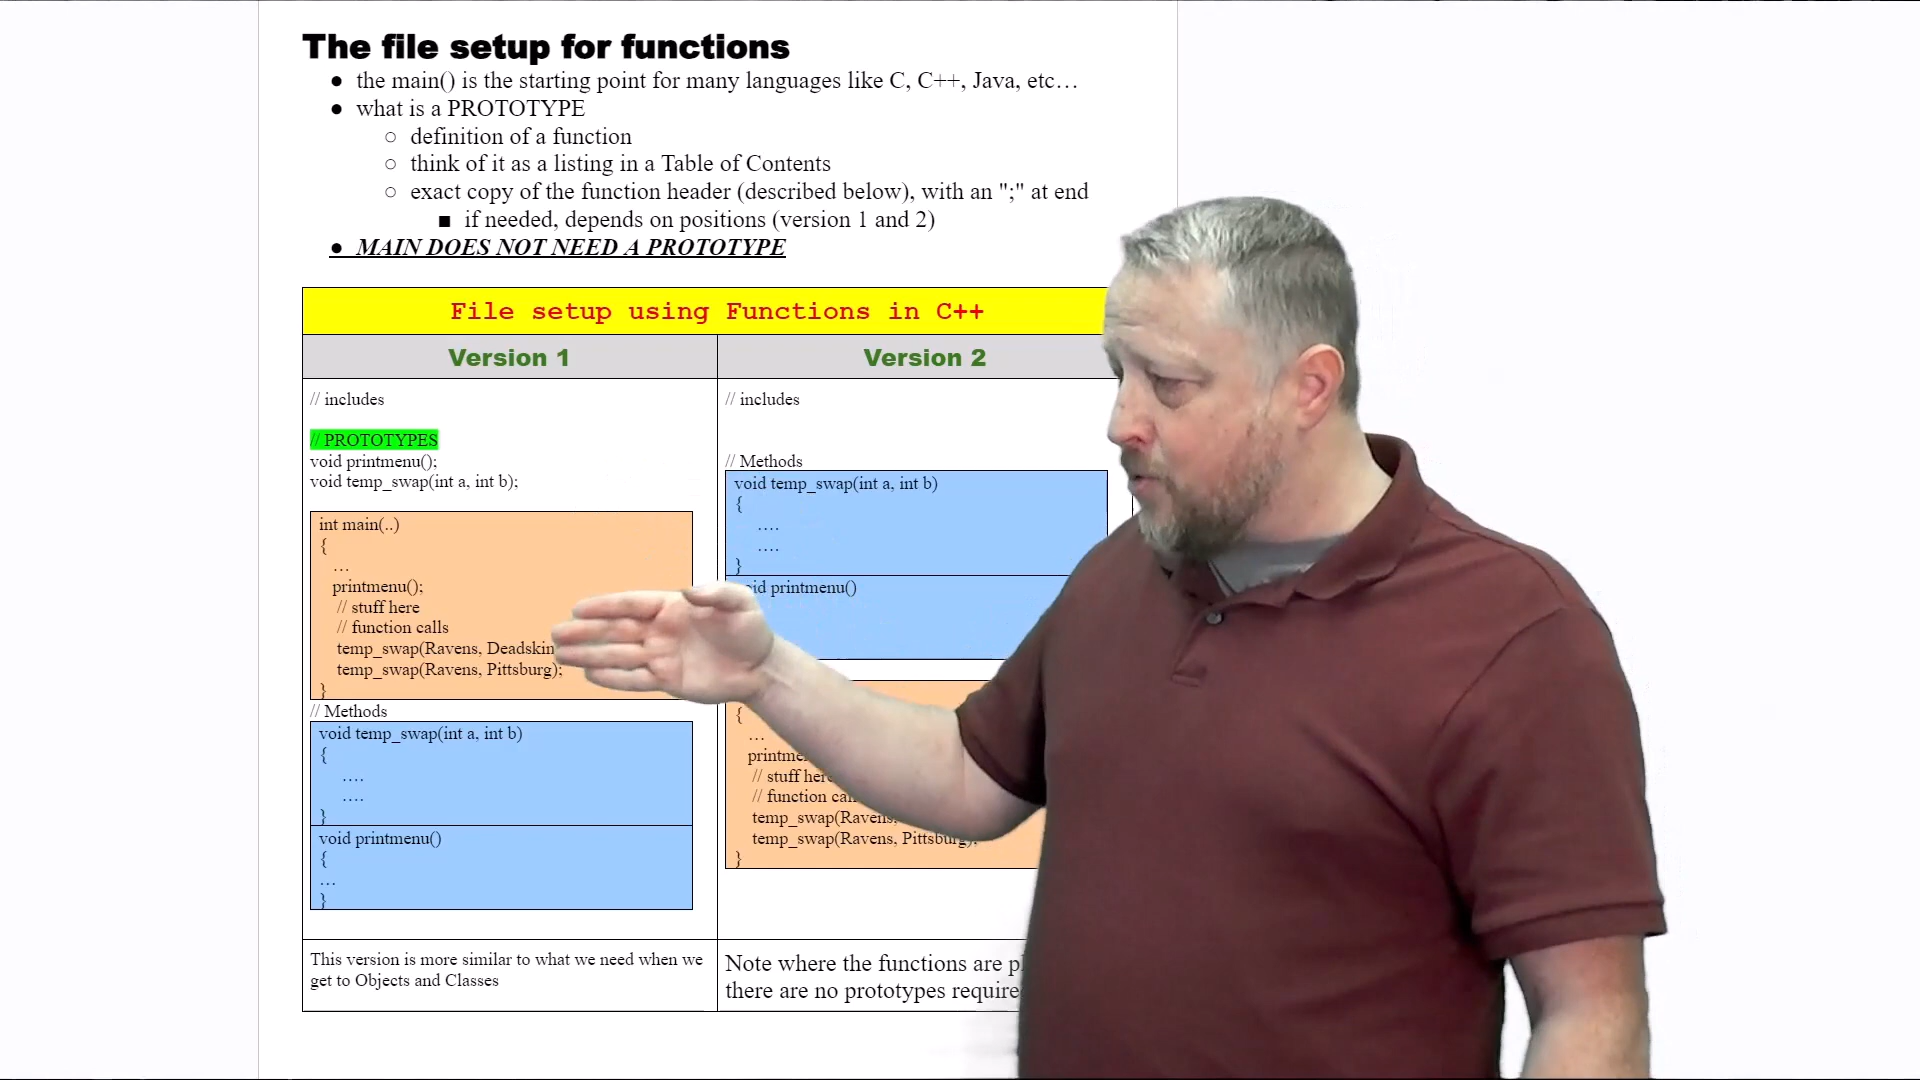 The file setup for functions
● the main() is the starting point for many languages like C, C++, Java, etc…
● what is a PROTOTYPE
○ definition of a function
○ think of it as a listing in a Table of Contents
○ exact copy of the function header (described below), with an ";" at end
■ if needed, depends on positions (version 1 and 2)
● MAIN DOES NOT NEED A PROTOTYPE
File setup using Functions in C++
Version 1
// includes
// PROTOTYPES
void printmenu();
void temp_swap(int a, int b);
int main(..)
{
…
printmenu();
// stuff here
// function calls
temp_swap(Ravens,
temp_swap(Ravens, Pittsburg);
}
// Methods
void temp_swap(int a, int b)
{
….
….
}
void printmenu()
{
…
}
This version is more similar to what we need when we
get to Objects and Classes
Version 2
// includes
// Methods
void temp_swap(int a, int b)
{
….
….
}
printmenu()
{
…
// stuff
// function
temp_swap(Ravens,
temp_swap(Ravens, Pittsburg);
}
Note where the functions are
there are no prototypes